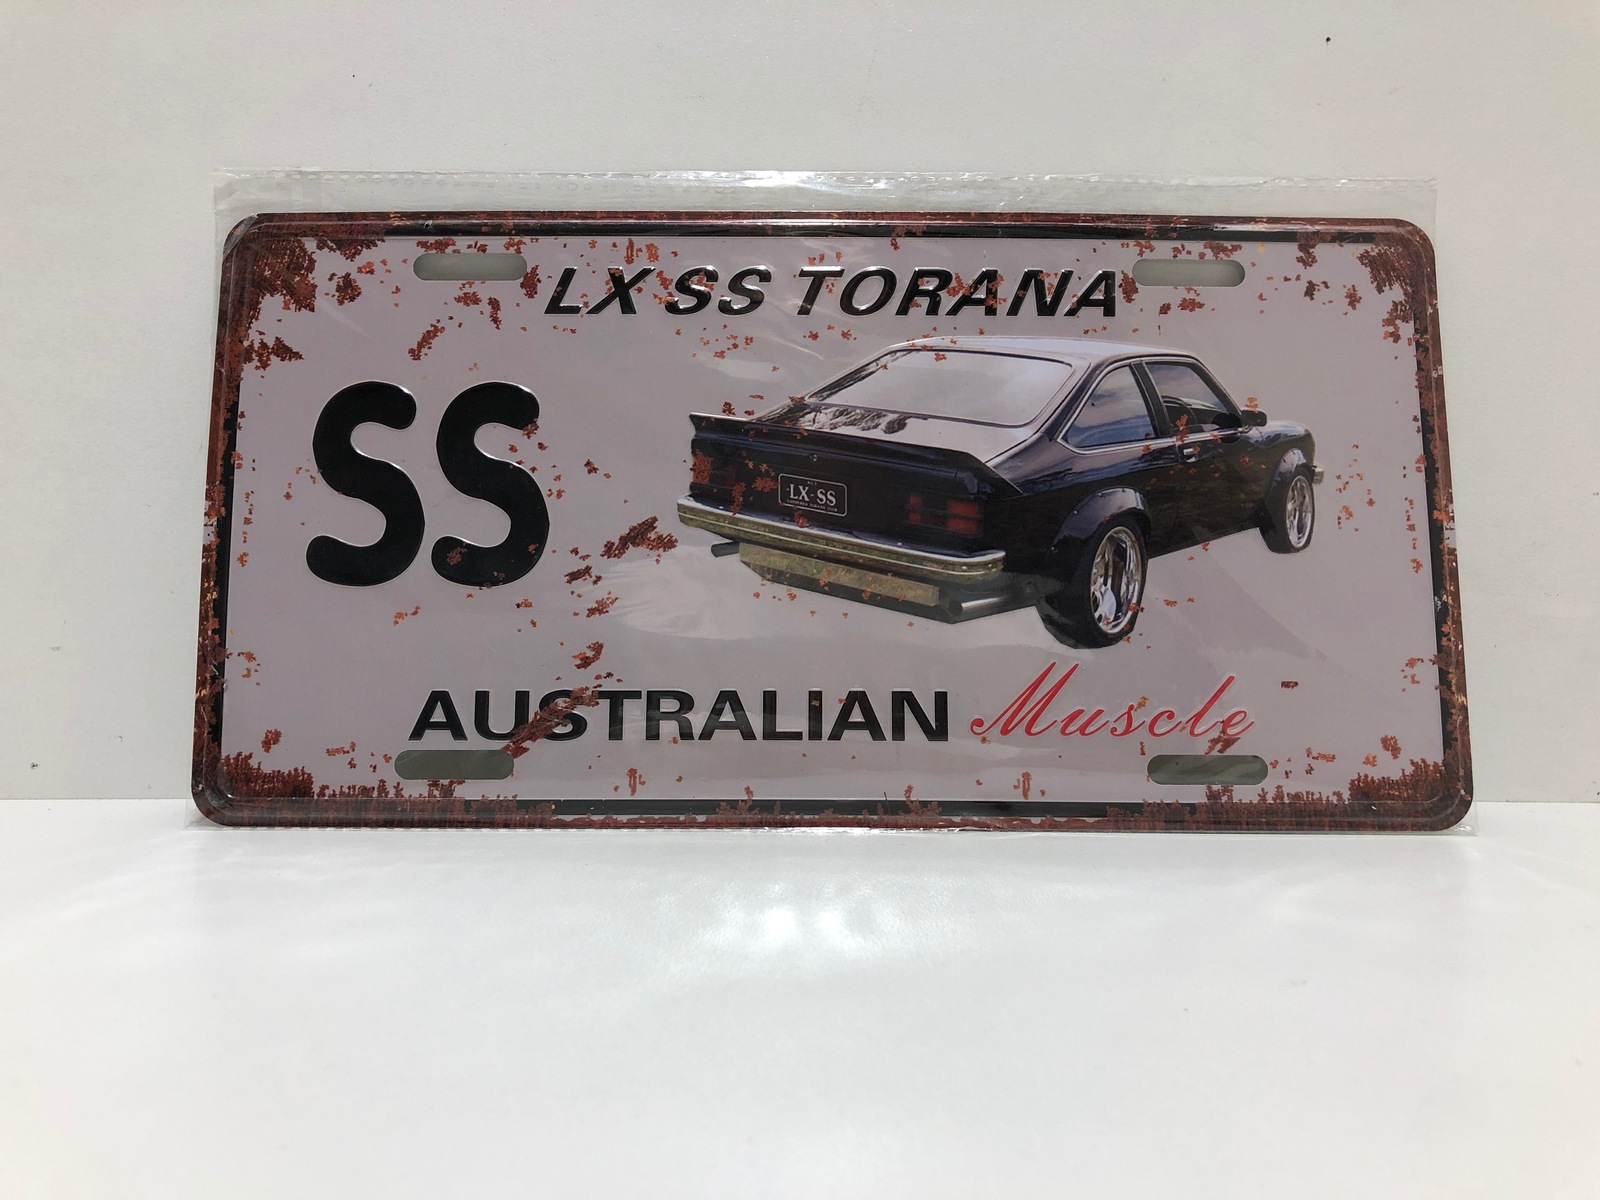 LX SS TORANA
SS
LX-SS
AUSTRALIAN Muscle